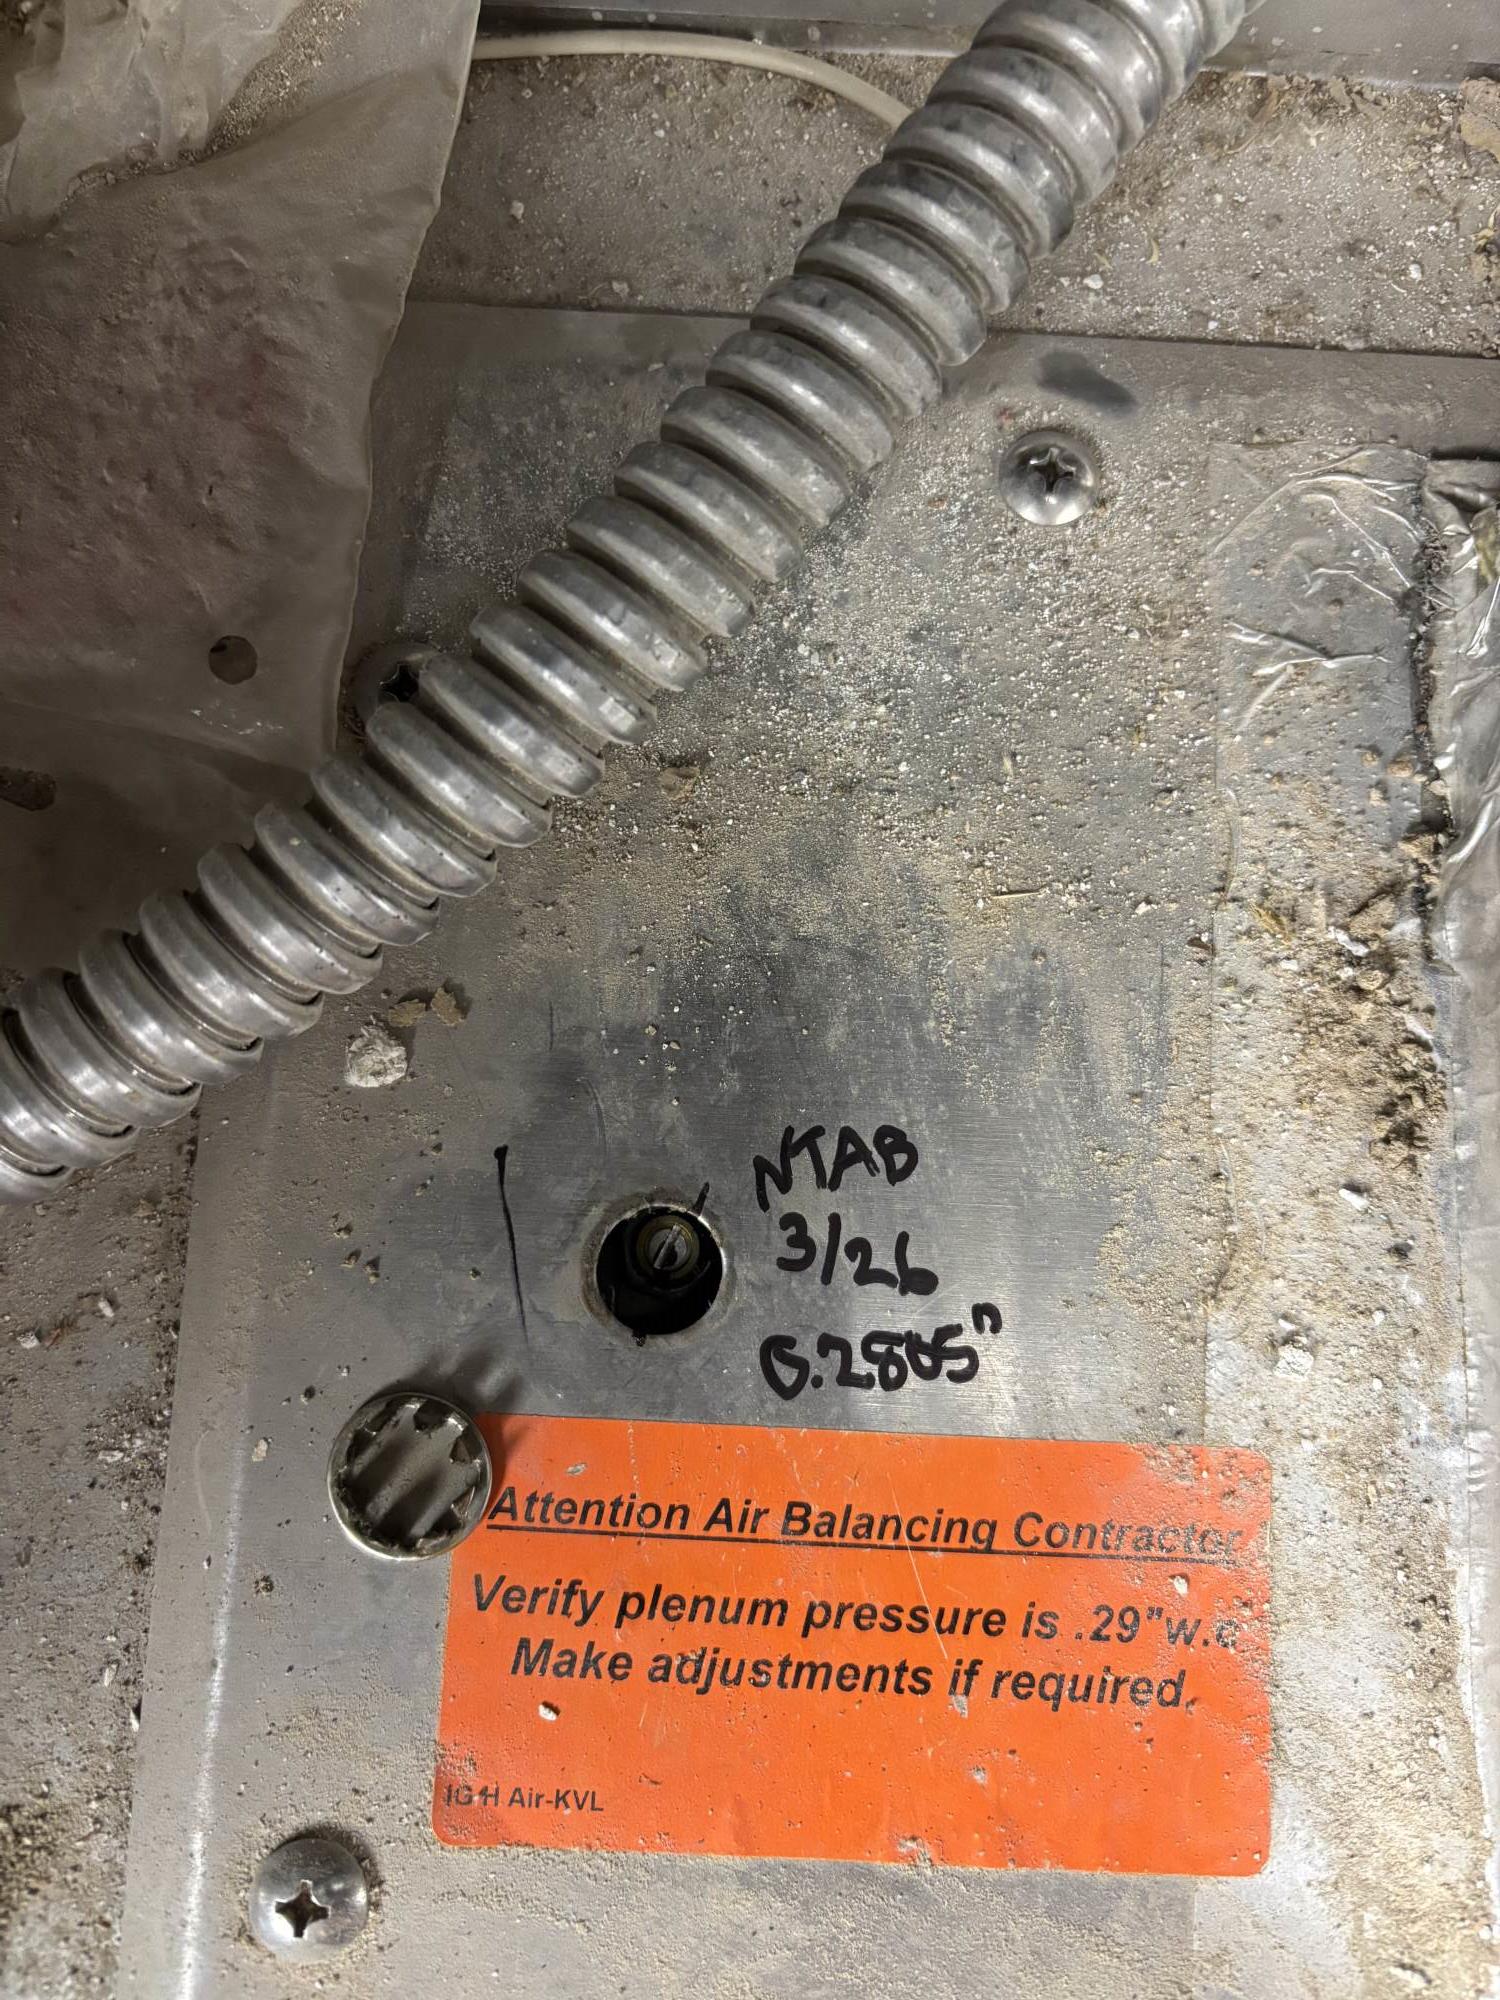 NTAB
3/26
0.2805"
Attention Air Balancing Contractor
Verify plenum pressure is .29"w.c
Make adjustments if required.
Air-KVL